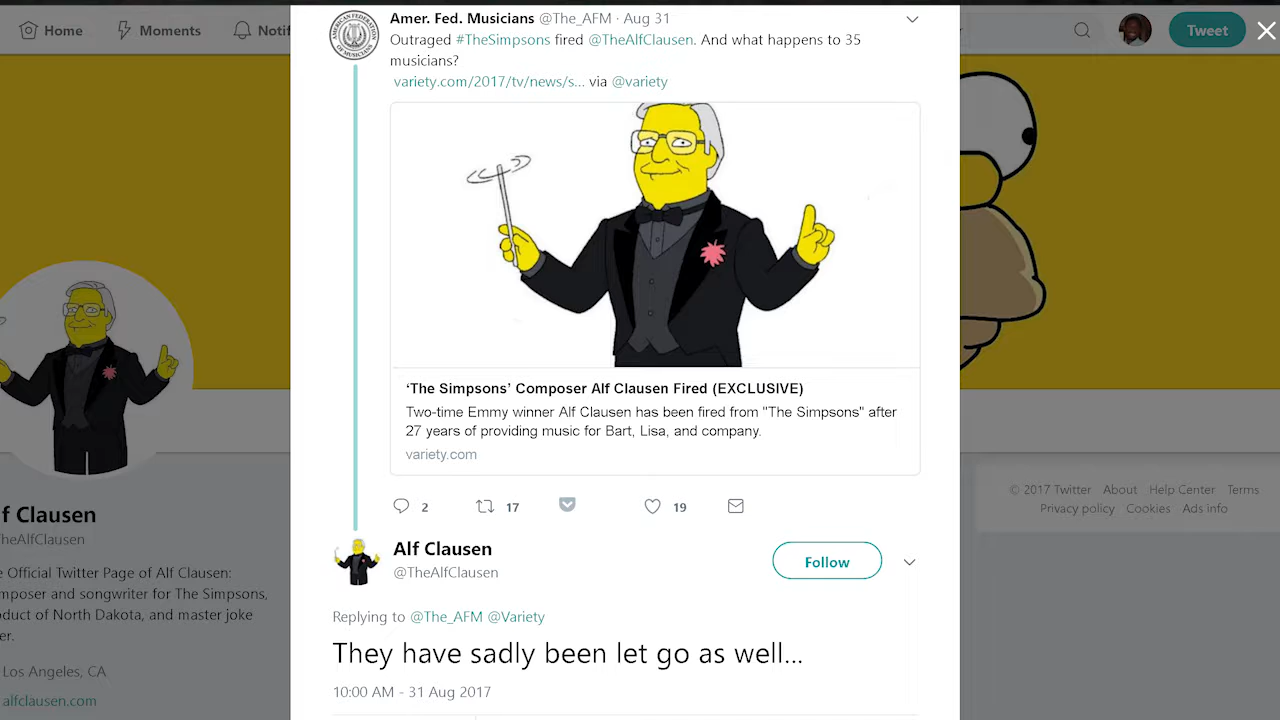 Home
Moments
Notif
Tweet
Amer. Fed. Musicians @The_AFM · Aug 31
Outraged #TheSimpsons fired @TheAlfClausen. And what happens to 35
musicians?
variety.com/2017/tv/news/s... via @variety
‘The Simpsons’ Composer Alf Clausen Fired (EXCLUSIVE)
Two-time Emmy winner Alf Clausen has been fired from "The Simpsons" after
27 years of providing music for Bart, Lisa, and company.
variety.com
2 17 19
Alf Clausen
@TheAlfClausen
Follow
Replying to @The_AFM @Variety
They have sadly been let go as well...
10:00 AM - 31 Aug 2017
f Clausen
heAlfClausen
e Official Twitter Page of Alf Clausen:
mposer and songwriter for The Simpsons,
oduct of North Dakota, and master joke
er.
Los Angeles, CA
alfclausen.com
© 2017 Twitter About Help Center Terms
Privacy policy Cookies Ads info